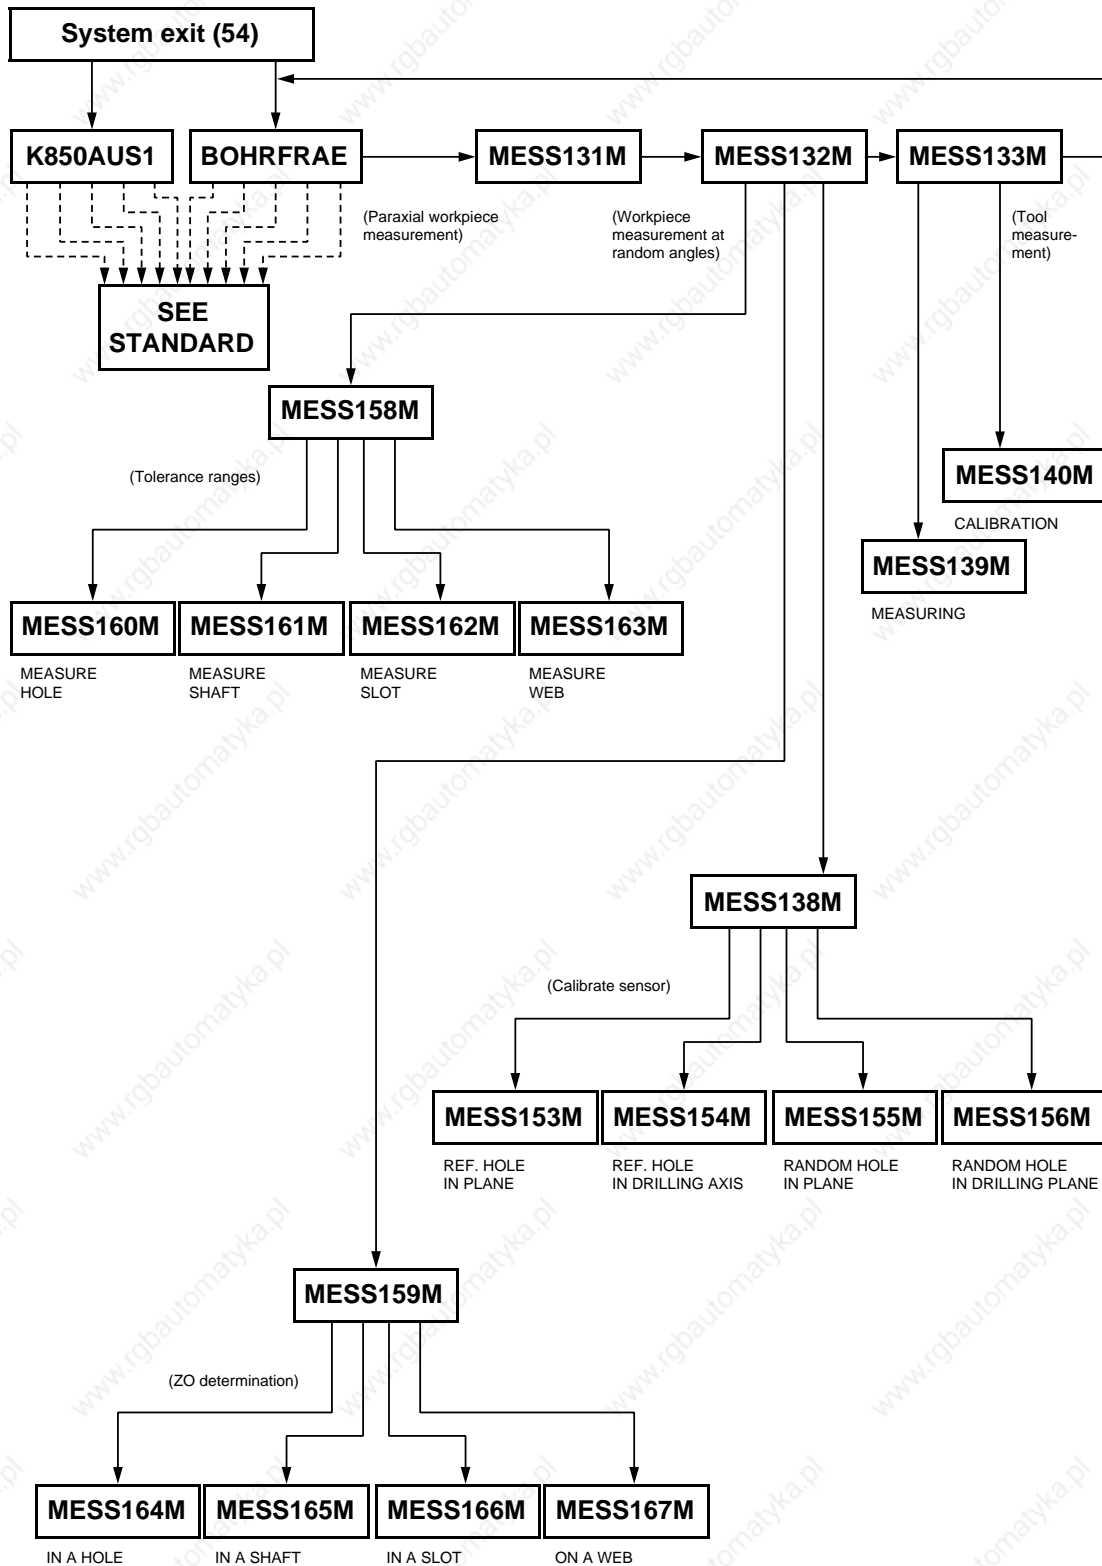 System exit (54)
K850AUS1
BOHRFRAE
MESS131M
MESS132M
MESS133M
(Paraxial workpiece
measurement)
(Workpiece
measurement at
random angles)
(Tool
measure-
ment)
SEE
STANDARD
MESS158M
(Tolerance ranges)
MESS140M
CALIBRATION
MESS139M
MEASURING
MESS160M
MESS161M
MESS162M
MESS163M
MEASURE
HOLE
MEASURE
SHAFT
MEASURE
SLOT
MEASURE
WEB
MESS138M
(Calibrate sensor)
MESS153M
MESS154M
MESS155M
MESS156M
REF. HOLE
IN PLANE
REF. HOLE
IN DRILLING AXIS
RANDOM HOLE
IN PLANE
RANDOM HOLE
IN DRILLING PLANE
MESS159M
(ZO determination)
MESS164M
MESS165M
MESS166M
MESS167M
IN A HOLE
IN A SHAFT
IN A SLOT
ON A WEB
www.rgbautomatyka.pl